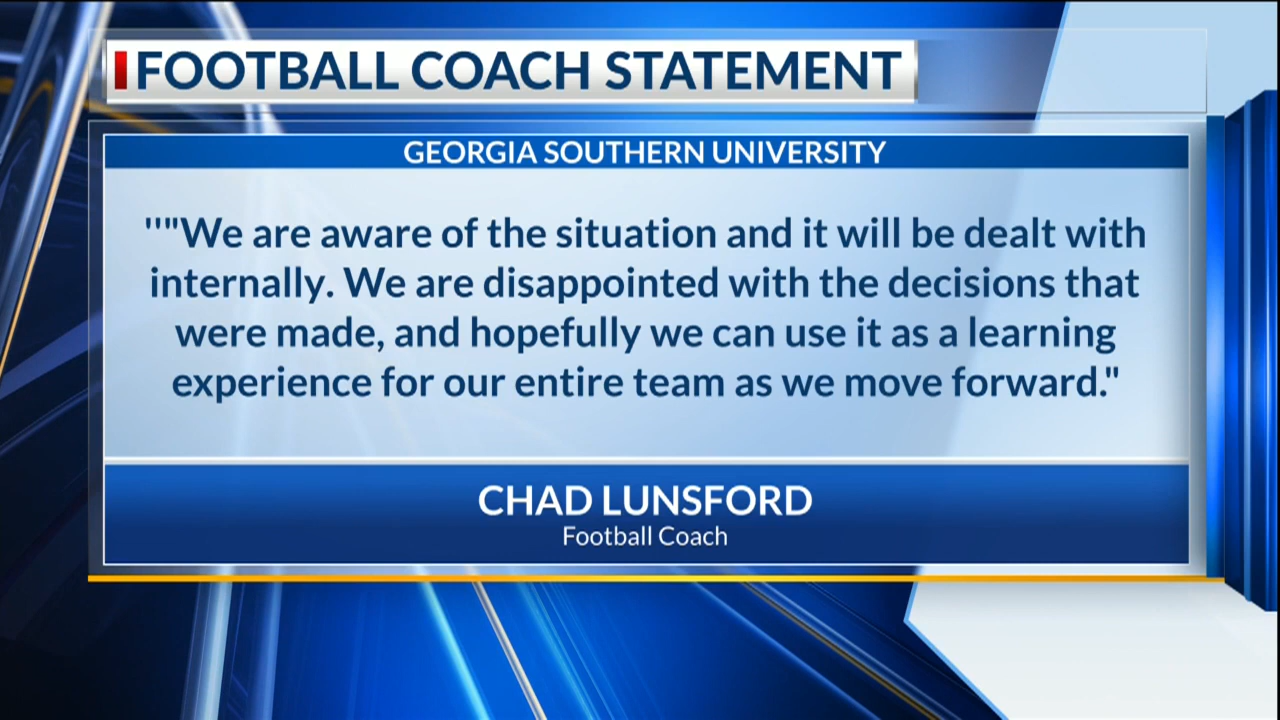 FOOTBALL COACH STATEMENT
GEORGIA SOUTHERN UNIVERSITY
'''"We are aware of the situation and it will be dealt with
internally. We are disappointed with the decisions that
were made, and hopefully we can use it as a learning
experience for our entire team as we move forward."
CHAD LUNSFORD
Football Coach